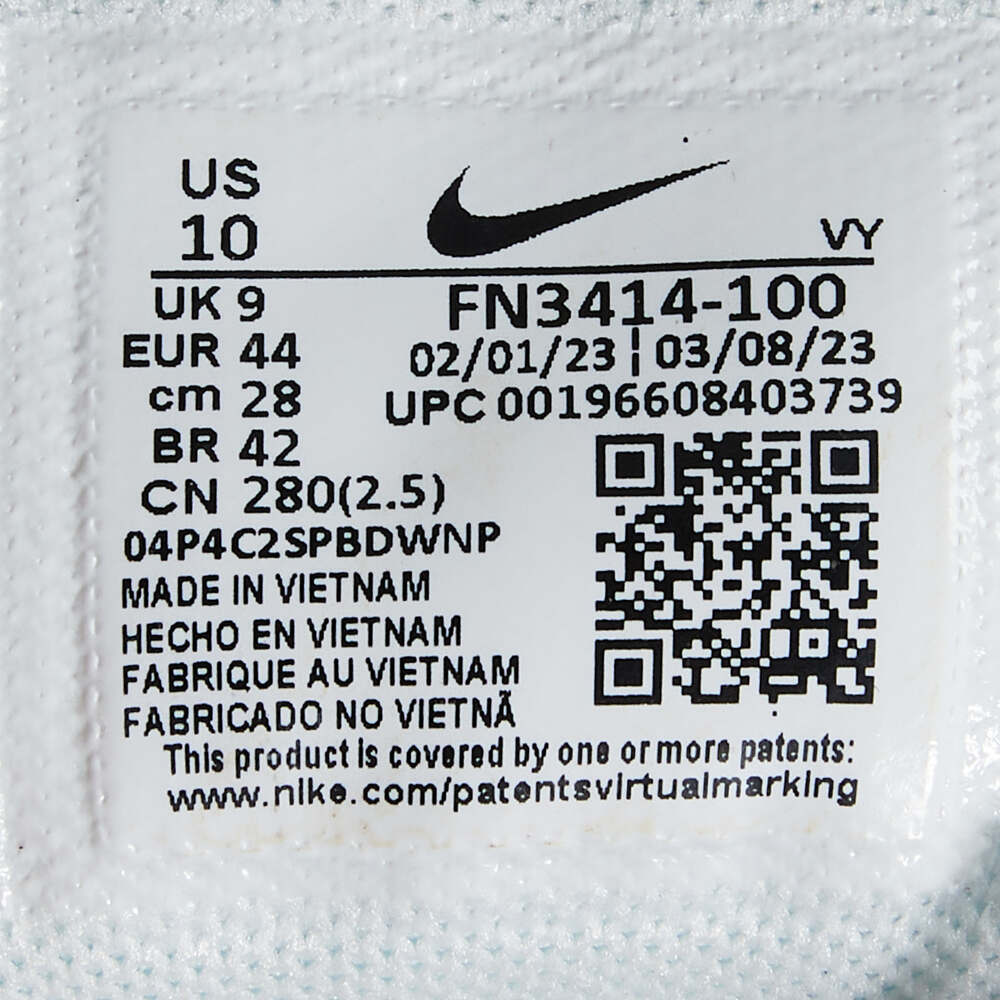 US
10
VY
UK 9
FN3414-100
EUR 44
02/01/23 | 03/08/23
cm 28
UPC 00196608403739
BR 42
CN 280(2.5)
04P4C2SPBDWNP
MADE IN VIETNAM
HECHO EN VIETNAM
FABRIQUE AU VIETNAM
FABRICADO NO VIETNÃ
This product is covered by one or more patents:
www.nike.com/patentsvirtualmarking